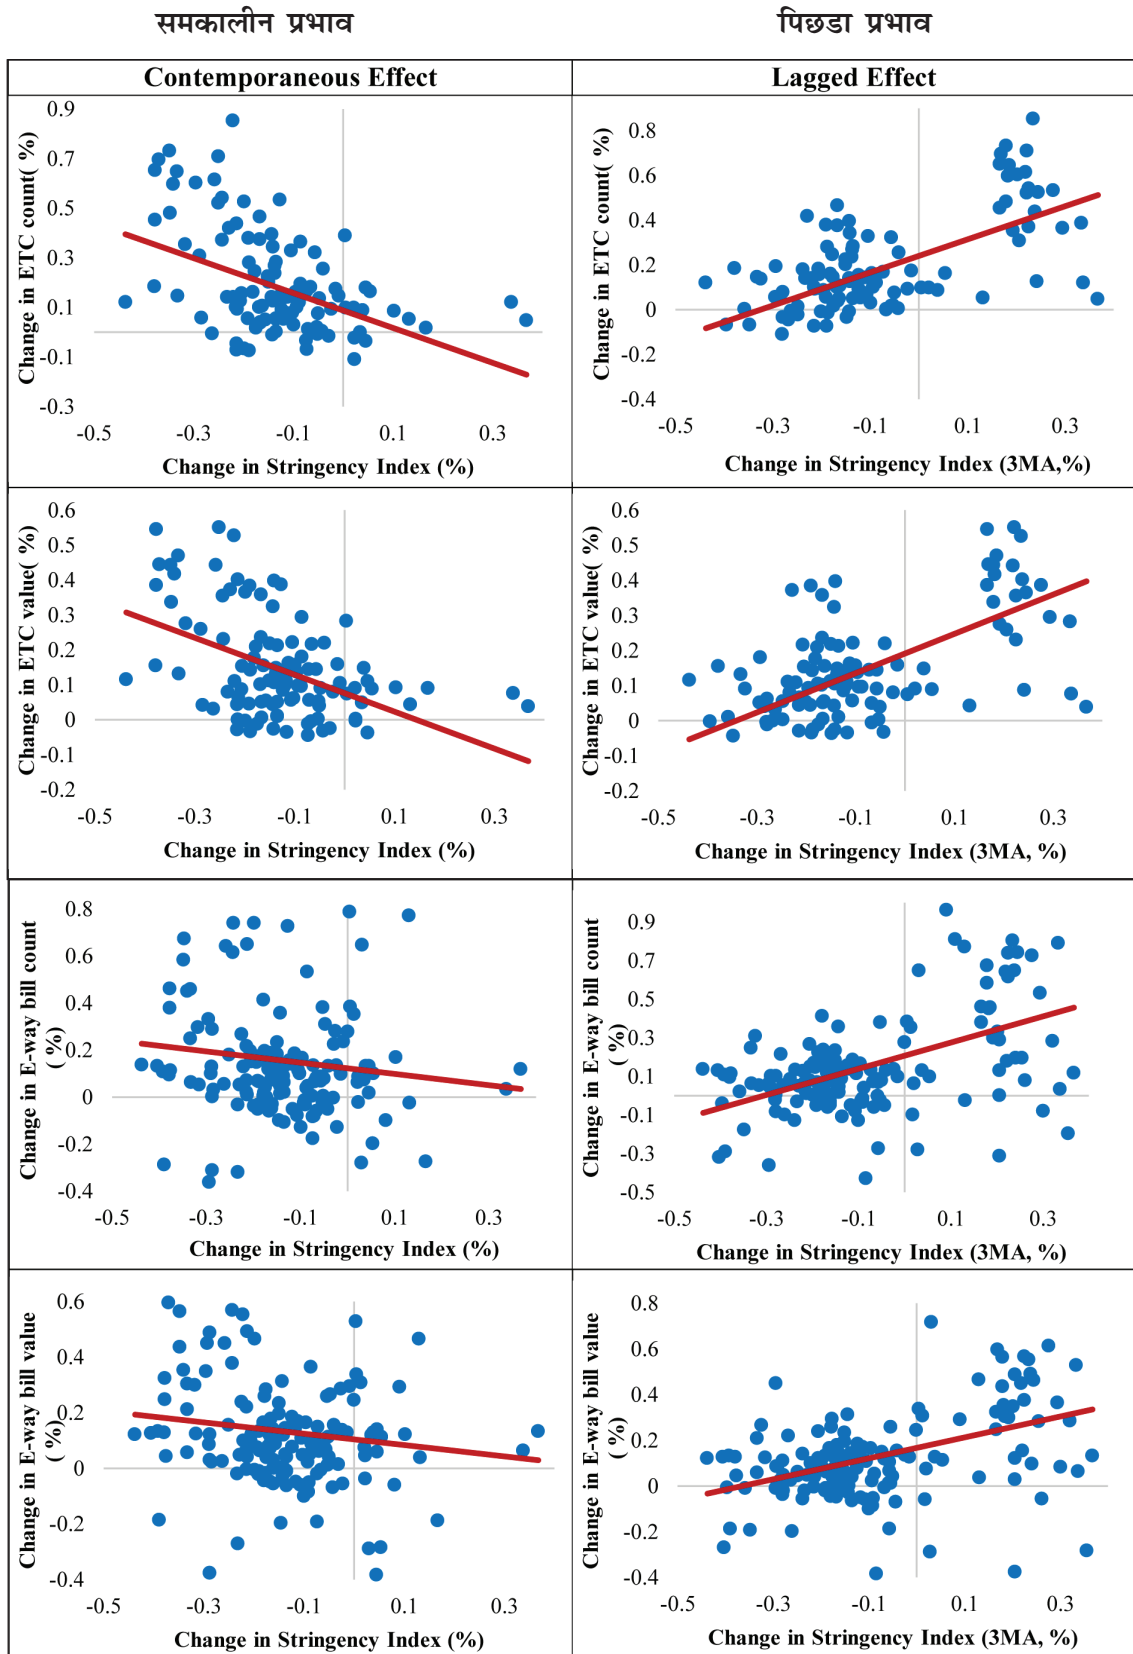 समकालीन प्रभाव
पिछडा प्रभाव
Contemporaneous Effect
Lagged Effect
Change in ETC count( %)
0.9
0.7
0.5
0.3
0.1
-0.1
-0.3
-0.5 -0.3 -0.1 0.1 0.3
Change in Stringency Index (%)
Change in ETC count( %)
0.8
0.6
0.4
0.2
0
-0.2
-0.4
-0.5 -0.3 -0.1 0.1 0.3
Change in Stringency Index (3MA,%)
Change in ETC value( %)
0.6
0.5
0.4
0.3
0.2
0.1
0
-0.1
-0.2
-0.5 -0.3 -0.1 0.1 0.3
Change in Stringency Index (%)
Change in ETC value( %)
0.6
0.5
0.4
0.3
0.2
0.1
0
-0.1
-0.2
-0.5 -0.3 -0.1 0.1 0.3
Change in Stringency Index (3MA, %)
Change in E-way bill count
( %)
0.8
0.6
0.4
0.2
0
-0.2
-0.4
-0.5 -0.3 -0.1 0.1 0.3
Change in Stringency Index (%)
Change in E-way bill count
( %)
0.9
0.7
0.5
0.3
0.1
-0.1
-0.3
-0.5
-0.5 -0.3 -0.1 0.1 0.3
Change in Stringency Index (3MA, %)
Change in E-way bill value
( %)
0.6
0.4
0.2
0
-0.2
-0.4
-0.5 -0.3 -0.1 0.1 0.3
Change in Stringency Index (%)
Change in E-way bill value
( %)
0.8
0.6
0.4
0.2
0
-0.2
-0.4
-0.5 -0.3 -0.1 0.1 0.3
Change in Stringency Index (3MA, %)